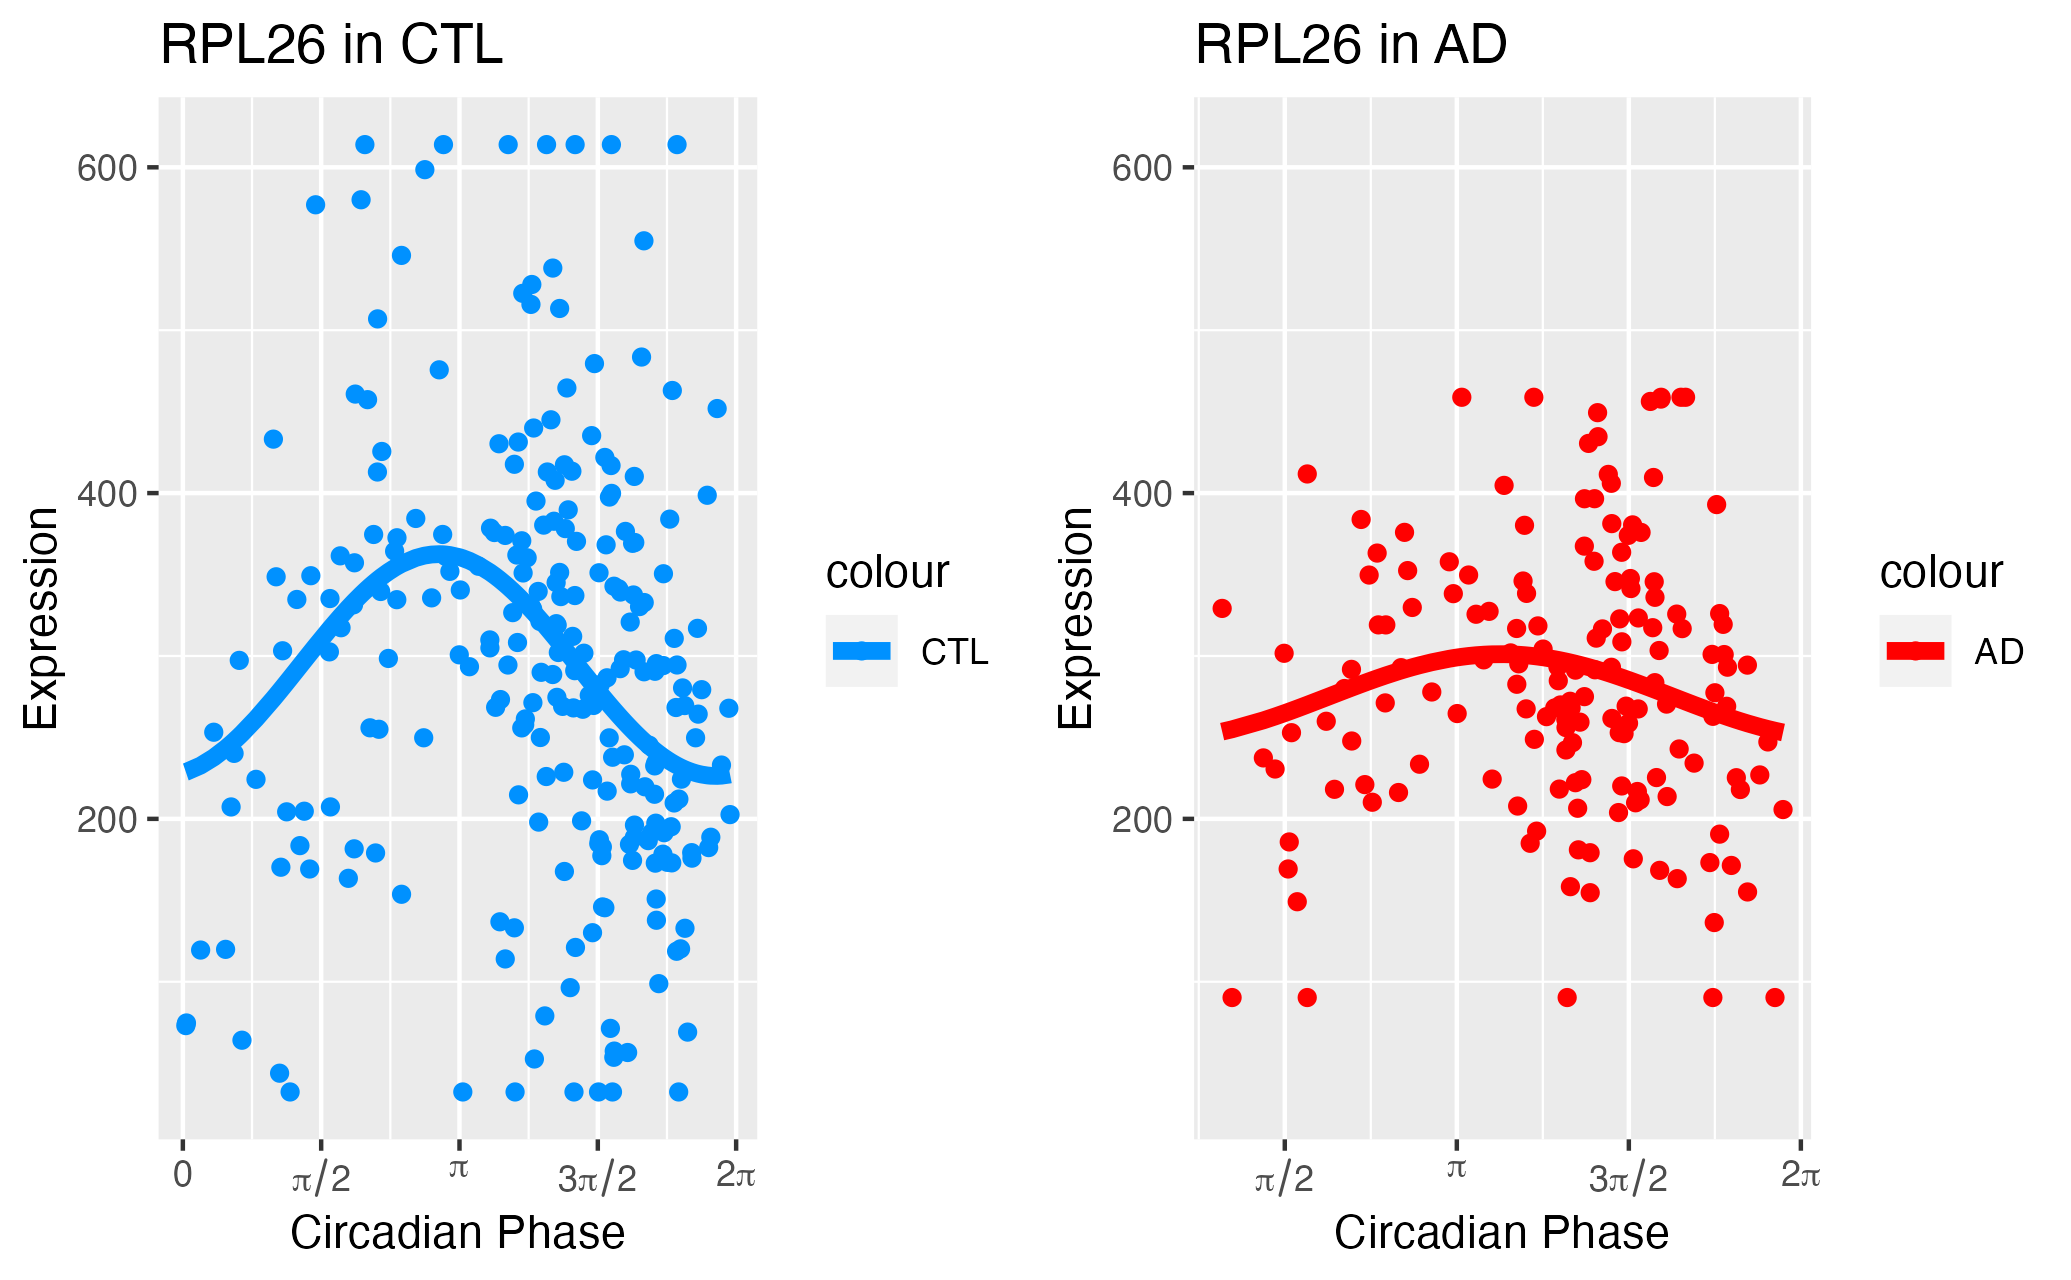 RPL26 in CTL
Expression
600
400
200
0
π/2
π
3π/2
2π
Circadian Phase
colour
CTL
RPL26 in AD
Expression
600
400
200
π/2
π
3π/2
2π
Circadian Phase
colour
AD